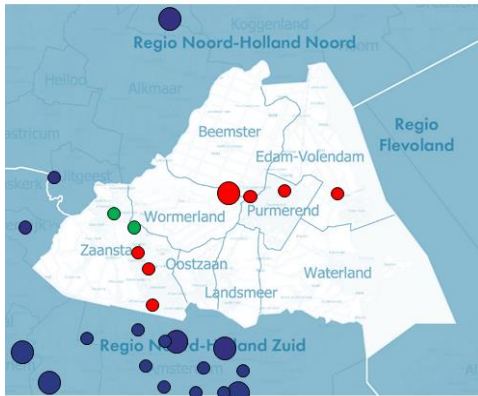 Koggenland
Regio Noord-Holland Noord
Heiloo
Alkmaar
Regio
Flevoland
Beemster
Edam-Volendam
Uitgeest
Wormerland
Purmerend
Zaanstad
Oostzaan
Waterland
Landsmeer
Regio Noord-Holland Zuid